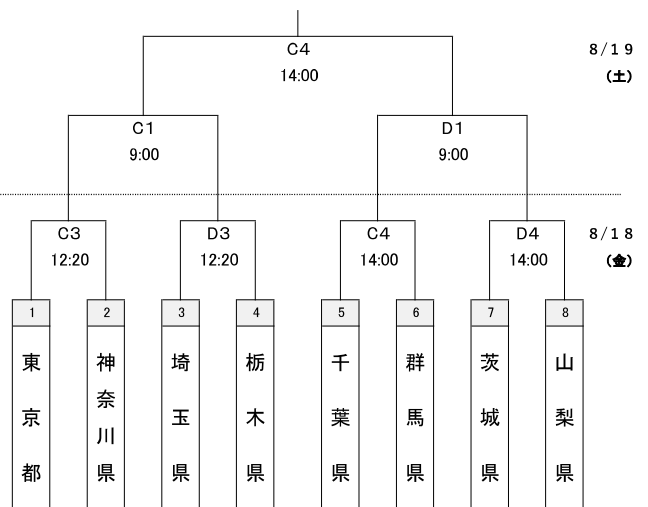 C4
14:00
8/19
(土)
C1
9:00
D1
9:00
C3
12:20
D3
12:20
C4
14:00
D4
14:00
8/18
(金)
1
2
3
4
5
6
7
8
東京都
神奈川県
埼玉県
栃木県
千葉県
群馬県
茨城県
山梨県